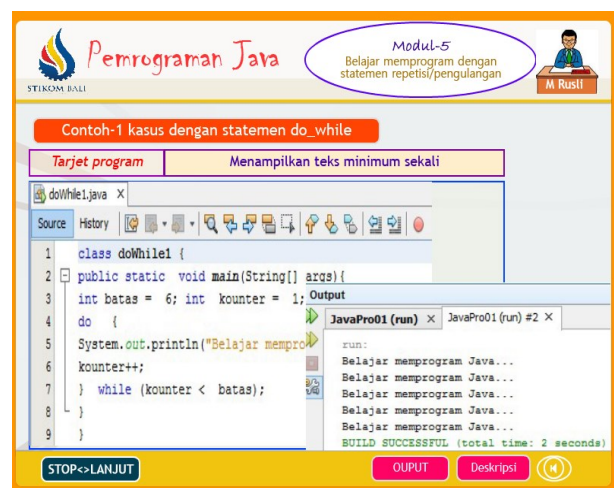 STIKOM BALI
Pemrograman Java
Modul-5
Belajar memprogram dengan
statemen repetisi/pengulangan
M Rusli
Contoh-1 kasus dengan statemen do_while
Tarjet program
Menampilkan teks minimum sekali
doWhile1.java X
Source History
1 class doWhile1 {
2 public static void main(String[] args){
3 int batas = 6; int kounter = 1;
4 do {
5 System.out.println("Belajar mempro
6 kounter++;
7 } while (kounter < batas);
8 }
9 }
Output
JavaPro01 (run) × JavaPro01 (run) #2 ×
run:
Belajar memprogram Java...
Belajar memprogram Java...
Belajar memprogram Java...
Belajar memprogram Java...
Belajar memprogram Java...
BUILD SUCCESSFUL (total time: 2 seconds)
STOP<>LANJUT
OUPUT
Deskripsi